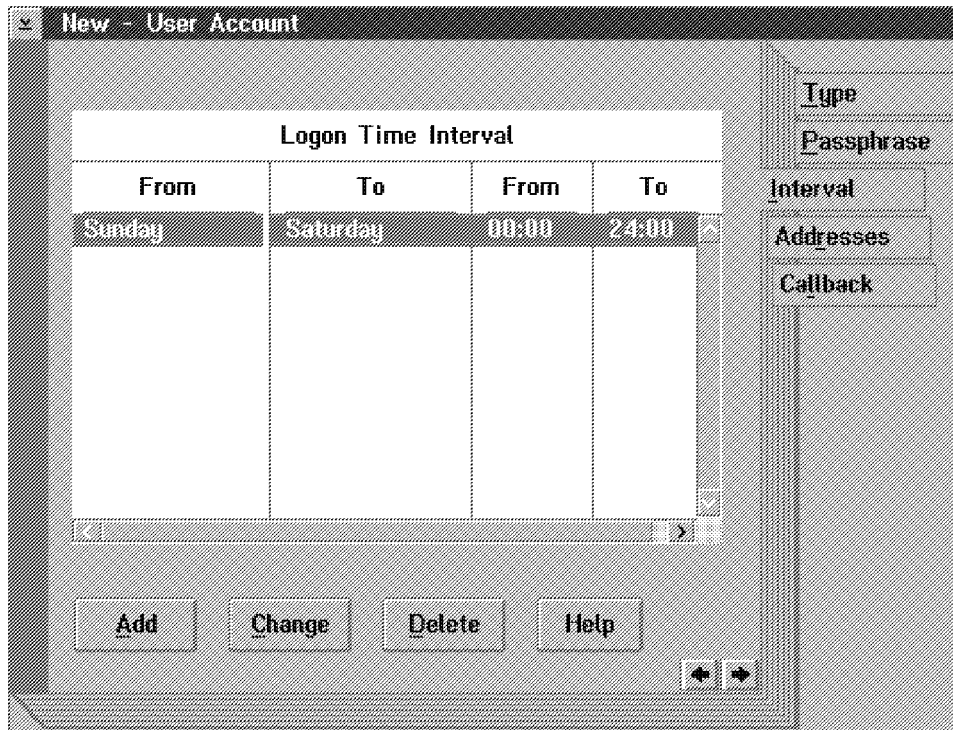 New - User Account
Type
Passphrase
Interval
Addresses
Callback
Logon Time Interval
From To From To
Sunday Saturday 00:00 24:00
Add Change Delete Help